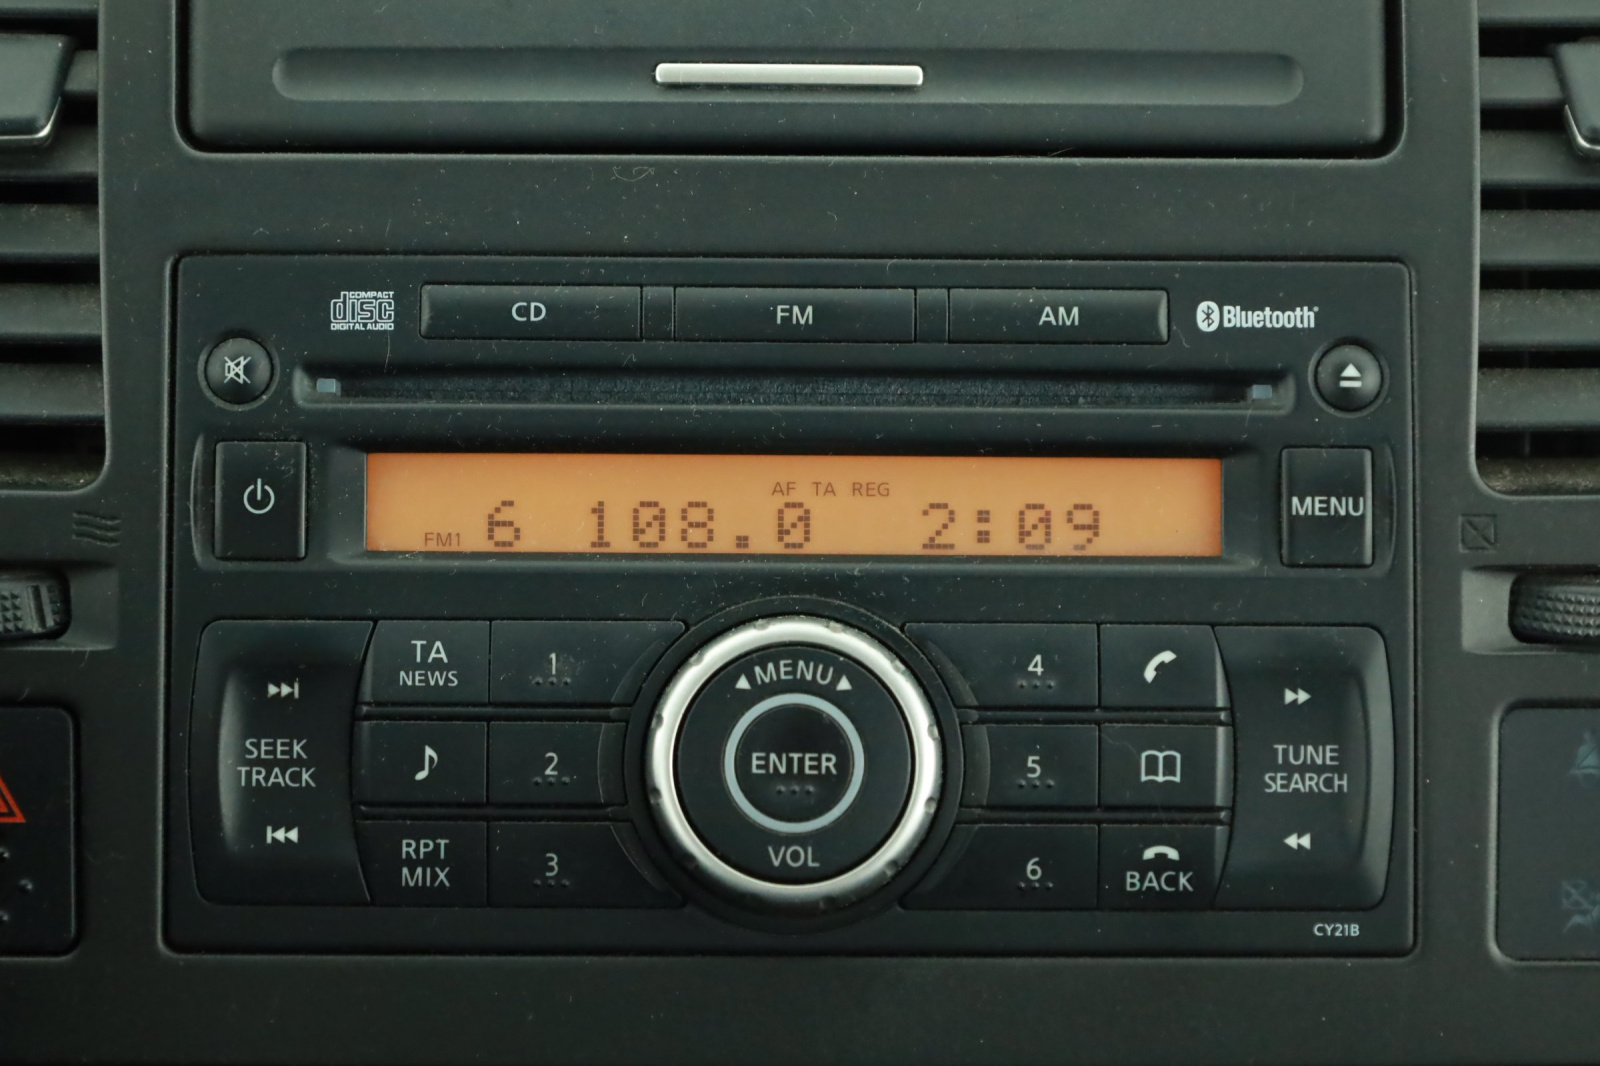 COMPACT
disc
DIGITAL AUDIO
CD
FM
AM
Bluetooth®
AF TA REG
FM1 6 108.0 2:09
MENU
TA
NEWS
1
MENU
4
SEEK
TRACK
2
ENTER
5
TUNE
SEARCH
RPT
MIX
3
VOL
6
BACK
CY21B